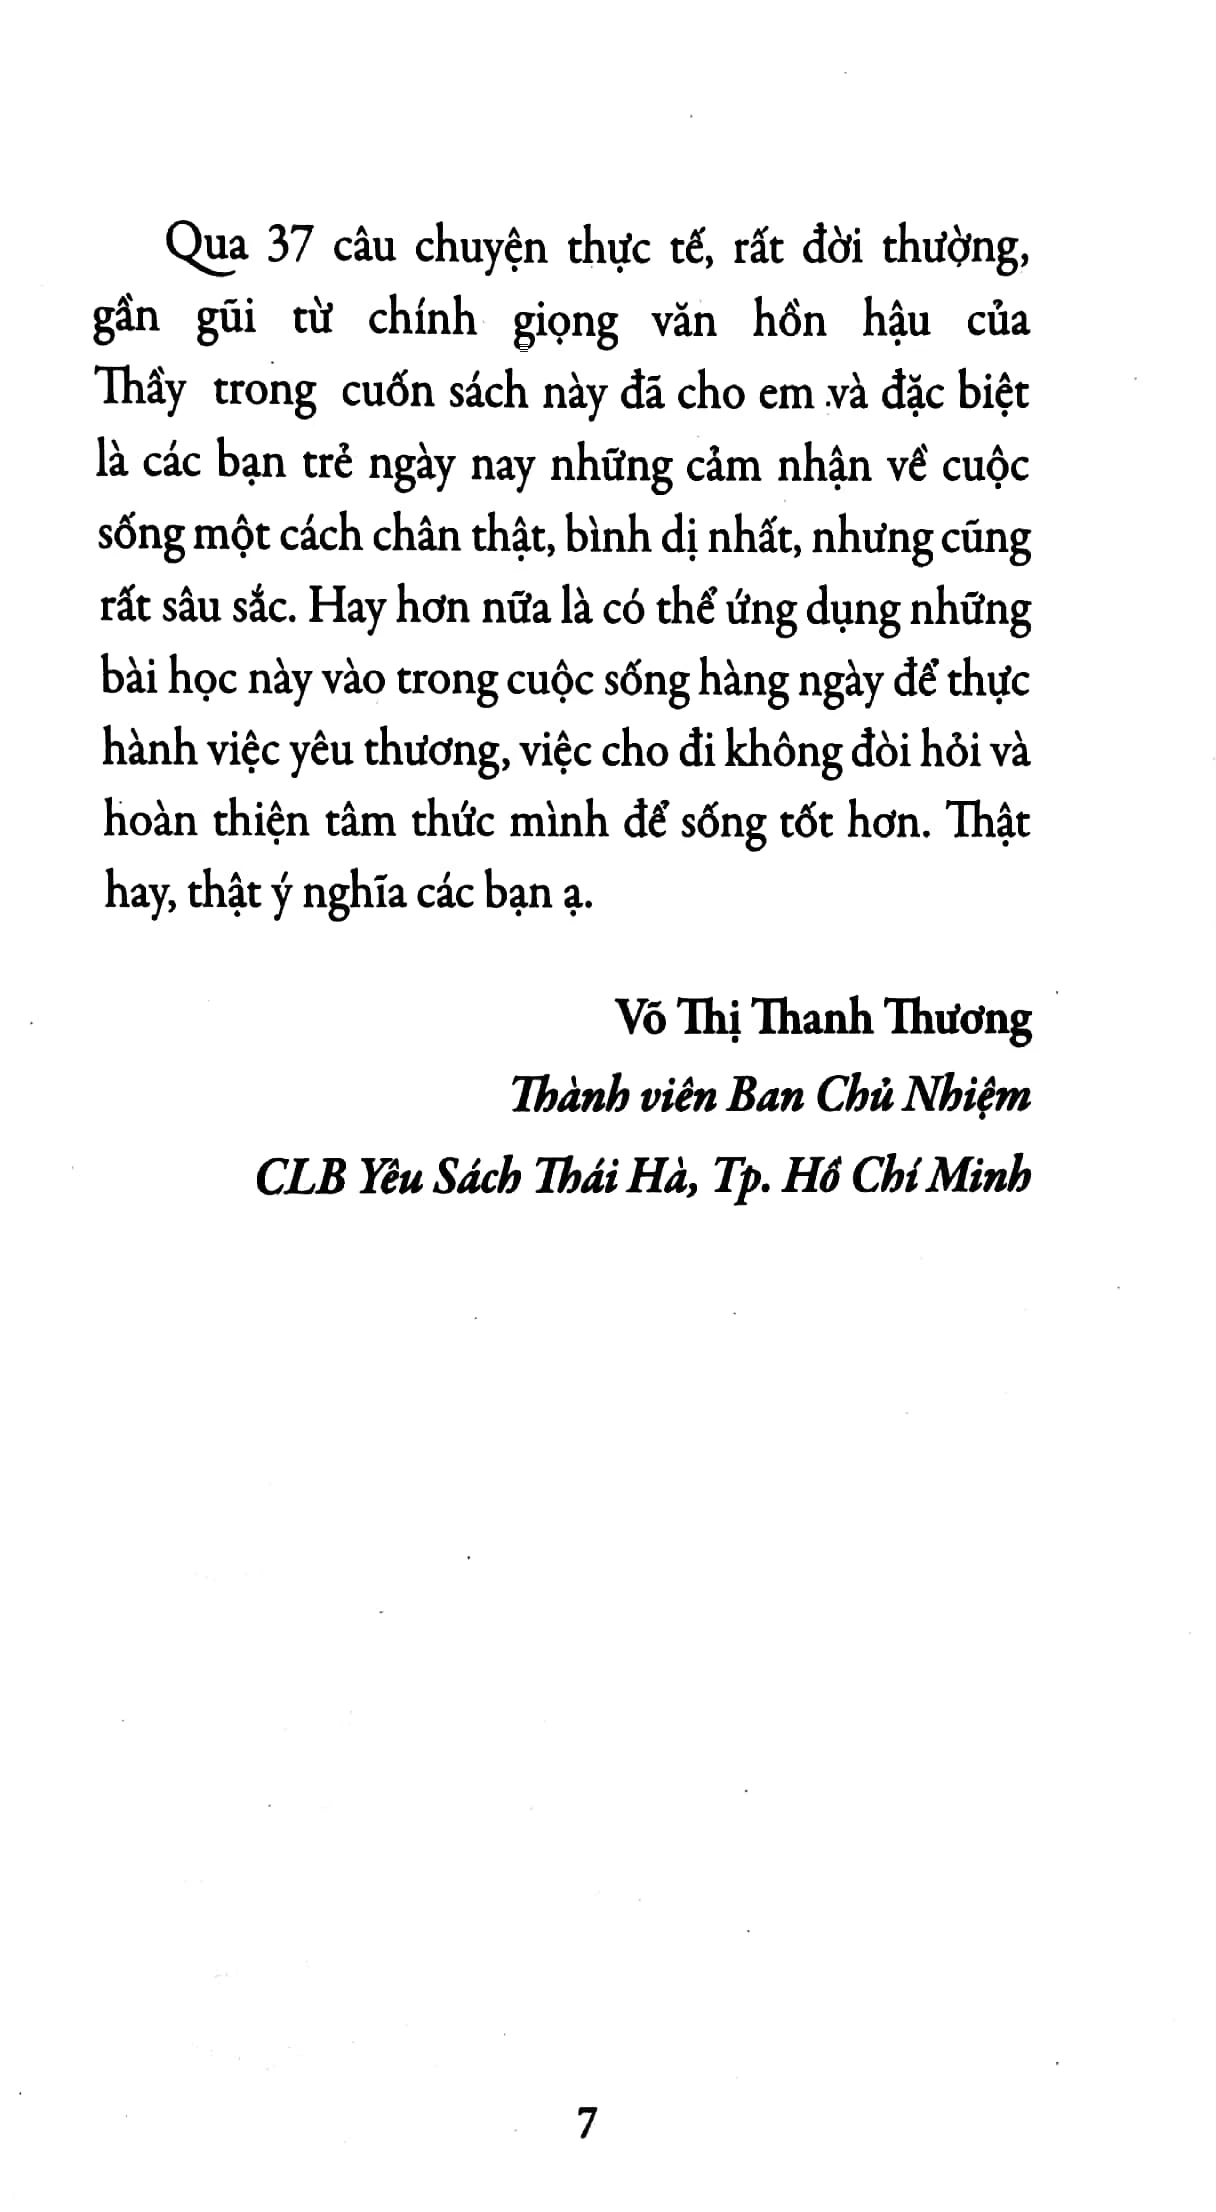 Qua 37 câu chuyện thực tế, rất đời thường,
gần gũi từ chính giọng văn hồn hậu của
Thầy trong cuốn sách này đã cho em và đặc biệt
là các bạn trẻ ngày nay những cảm nhận về cuộc
sống một cách chân thật, bình dị nhất, nhưng cũng
rất sâu sắc. Hay hơn nữa là có thể ứng dụng những
bài học này vào trong cuộc sống hàng ngày để thực
hành việc yêu thương, việc cho đi không đòi hỏi và
hoàn thiện tâm thức mình để sống tốt hơn. Thật
hay, thật ý nghĩa các bạn ạ.
Võ Thị Thanh Thương
Thành viên Ban Chủ Nhiệm
CLB Yêu Sách Thái Hà, Tp. Hồ Chí Minh
7